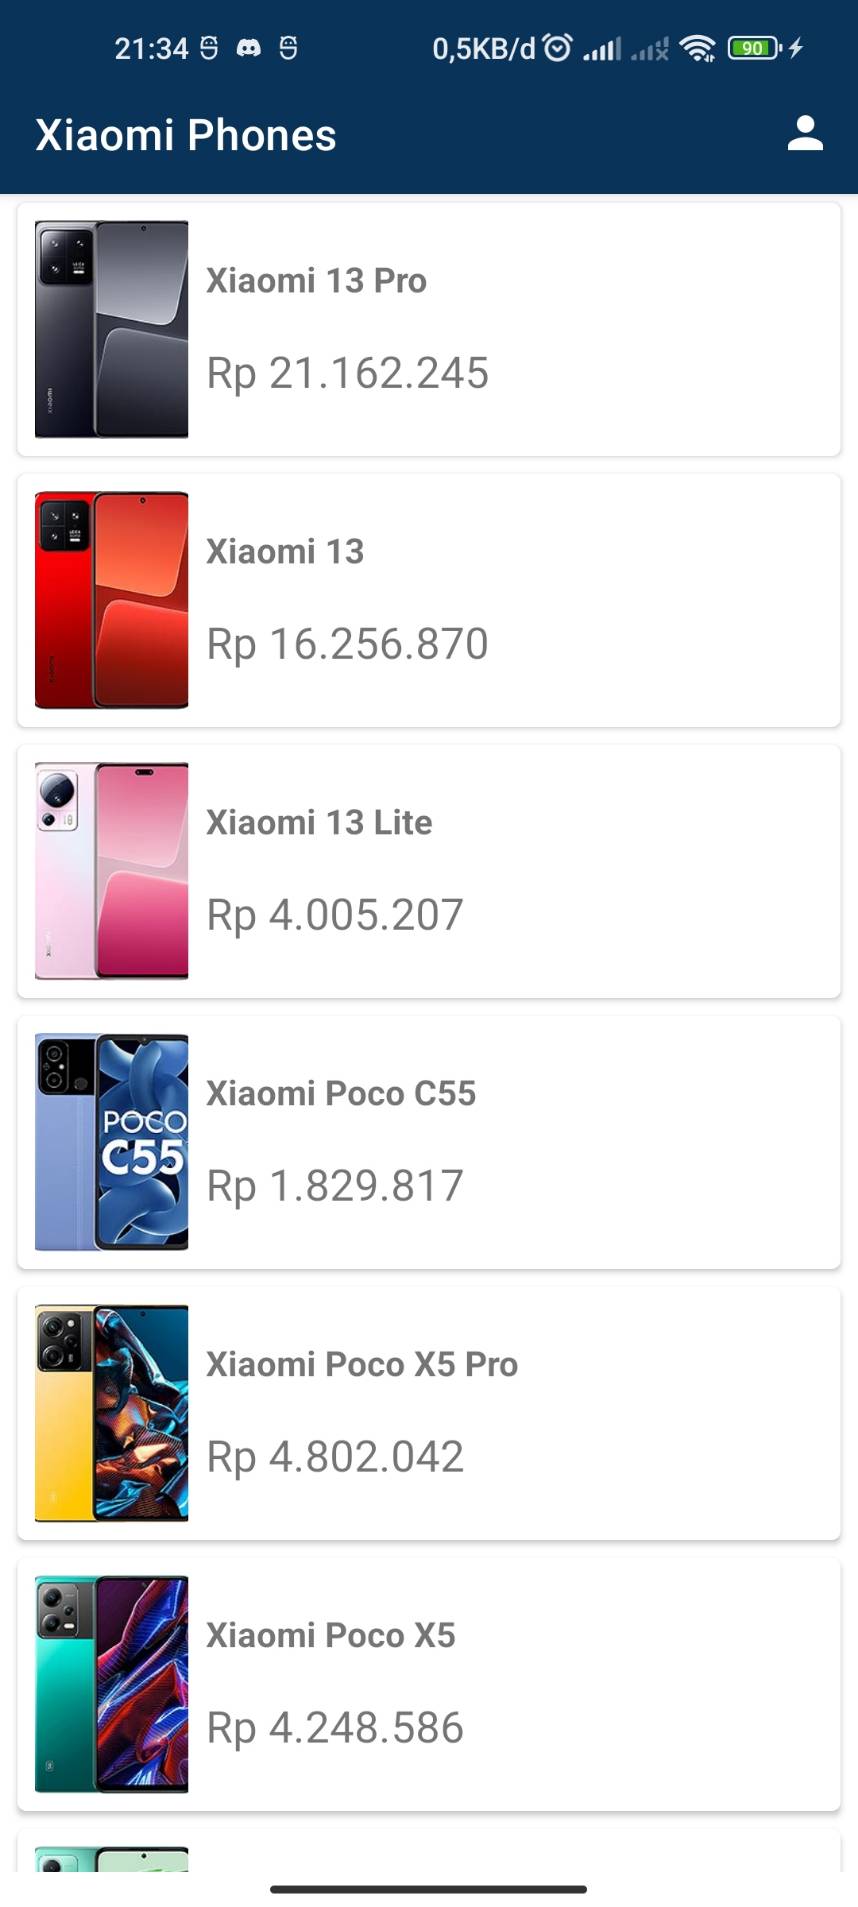 21:34 0,5KB/d 90
Xiaomi Phones
Xiaomi 13 Pro
Rp 21.162.245
Xiaomi 13
Rp 16.256.870
Xiaomi 13 Lite
Rp 4.005.207
POCO
C55
Xiaomi Poco C55
Rp 1.829.817
Xiaomi Poco X5 Pro
Rp 4.802.042
Xiaomi Poco X5
Rp 4.248.586